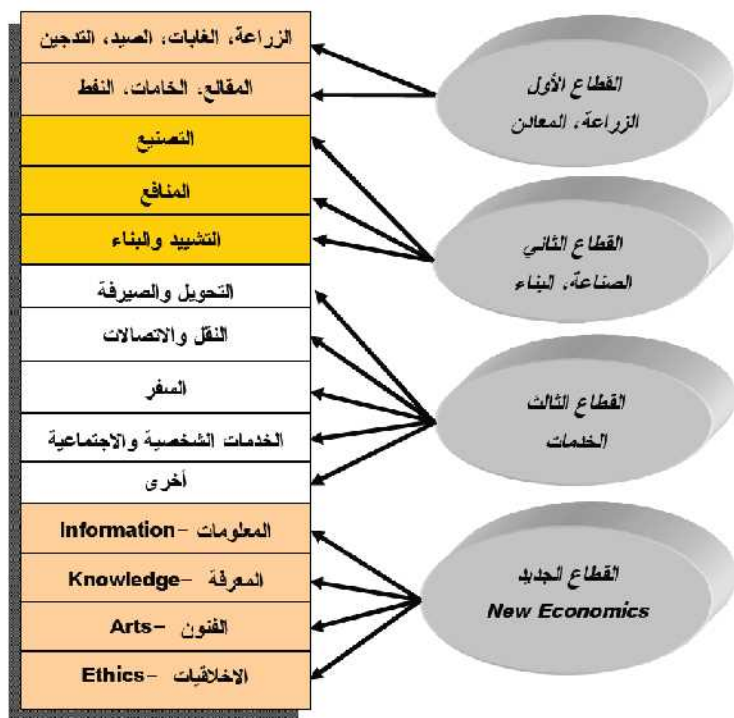 القطاع الأول
الزراعة، المعادن
الزراعة، الغابات، الصيد، التدجين
المقالع، الخامات، النفط
القطاع الثاني
الصناعة، البناء
التصنيع
المنافع
التشييد والبناء
القطاع الثالث
الخدمات
التحويل والصيرفة
النقل والاتصالات
السفر
الخدمات الشخصية والاجتماعية
أخرى
القطاع الجديد
New Economics
المعلومات –Information
المعرفة –Knowledge
الفنون –Arts
الاخلاقيات –Ethics